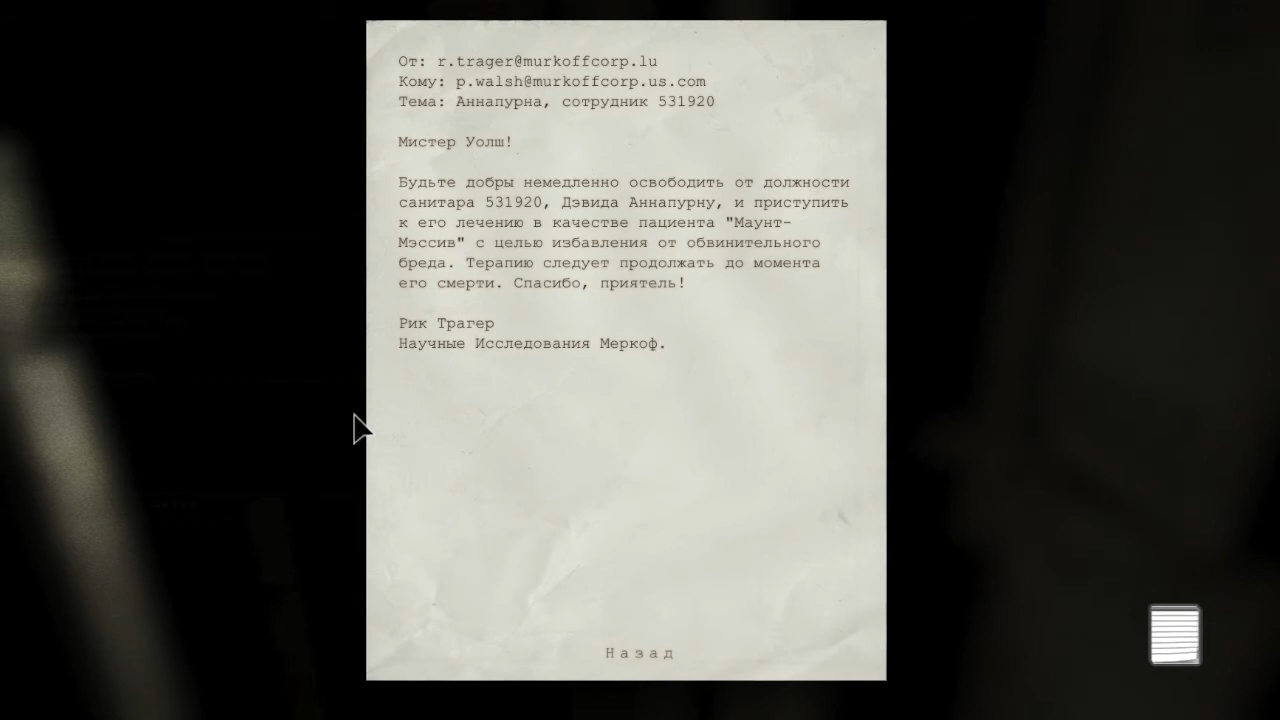 От: r.trager@murkoffcorp.lu
Кому: p.walsh@murkoffcorp.us.com
Тема: Аннапурна, сотрудник 531920
Мистер Уолш!
Будьте добры немедленно освободить от должности
санитара 531920, Дэвида Аннапурну, и приступить
к его лечению в качестве пациента "Маунт-
Мэссив" с целью избавления от обвинительного
бреда. Терапию следует продолжать до момента
его смерти. Спасибо, приятель!
Рик Трагер
Научные Исследования Меркоф.
Назад